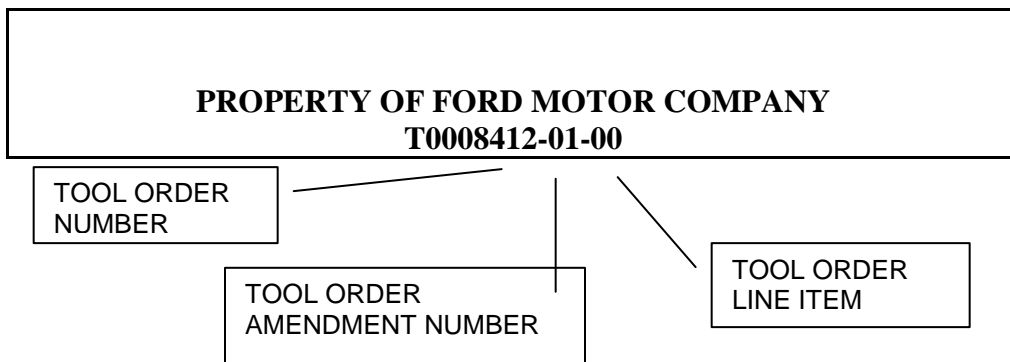 PROPERTY OF FORD MOTOR COMPANY
T0008412-01-00
TOOL ORDER
NUMBER
TOOL ORDER
AMENDMENT NUMBER
TOOL ORDER
LINE ITEM